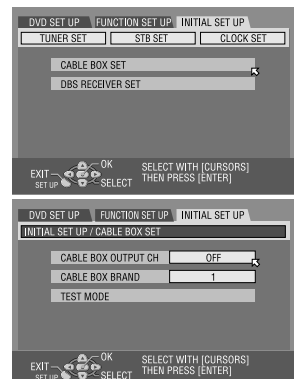 DVD SET UP FUNCTION SET UP INITIAL SET UP
TUNER SET STB SET CLOCK SET
CABLE BOX SET
DBS RECEIVER SET
EXIT OK SELECT WITH [CURSORS]
SET UP SELECT THEN PRESS [ENTER]
DVD SET UP FUNCTION SET UP INITIAL SET UP
INITIAL SET UP / CABLE BOX SET
CABLE BOX OUTPUT CH OFF
CABLE BOX BRAND 1
TEST MODE
EXIT OK SELECT WITH [CURSORS]
SET UP SELECT THEN PRESS [ENTER]